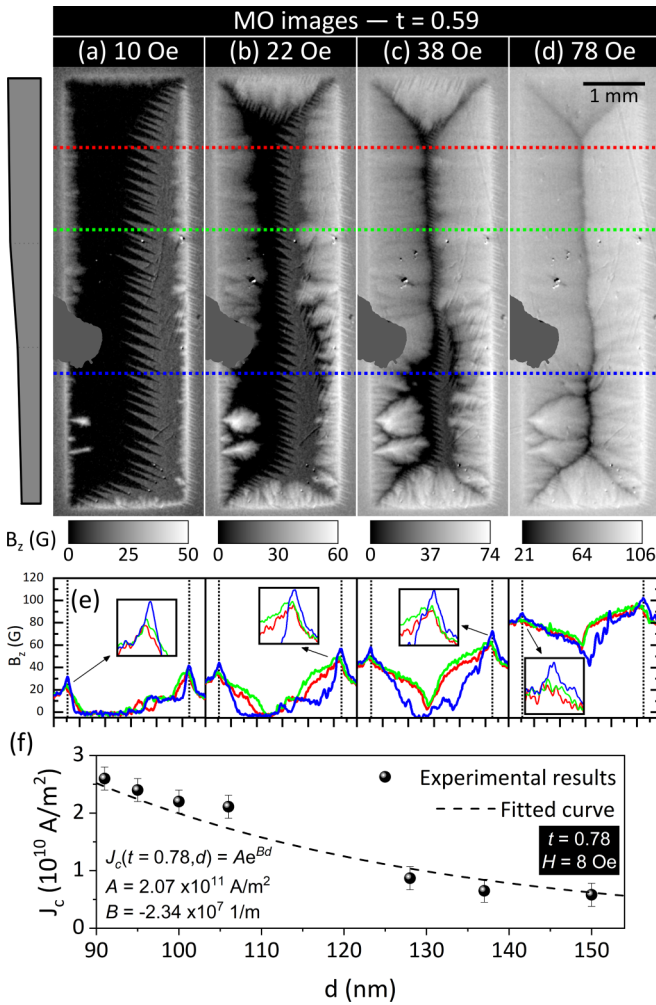 MO images — t = 0.59
(a) 10 Oe (b) 22 Oe (c) 38 Oe (d) 78 Oe
1 mm
B_z (G)
0 25 50 0 30 60 0 37 74 21 64 106
(e)
B_z (G)
120
100
80
60
40
20
0
(f)
J_c (10^10 A/m^2)
3
2
1
0
Experimental results
Fitted curve
t = 0.78
H = 8 Oe
J_c(t = 0.78,d) = Ae^Bd
A = 2.07 x10^11 A/m^2
B = -2.34 x10^7 1/m
90 100 110 120 130 140 150
d (nm)